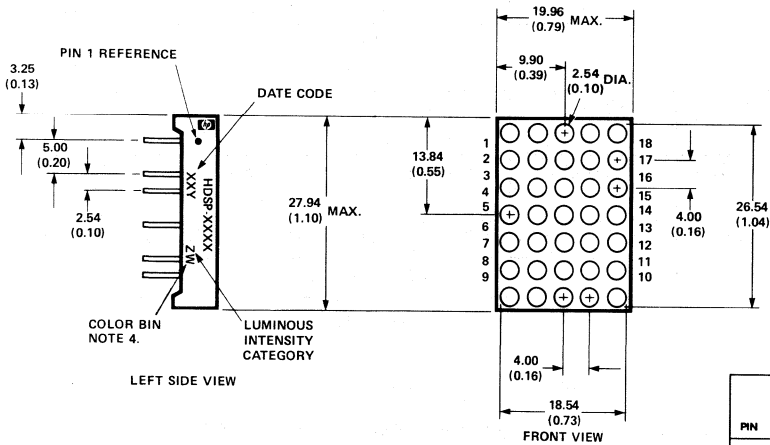 19.96
(0.79) MAX.
PIN 1 REFERENCE
9.90
(0.39)
2.54
(0.10) DIA.
3.25
(0.13)
DATE CODE
hp
5.00
(0.20)
2.54
(0.10)
XXY
HDSP-XXXX
ZW
27.94
(1.10) MAX.
13.84
(0.55)
1
2
3
4
5
6
7
8
9
18
17
16
15
14
13
12
11
10
4.00
(0.16)
26.54
(1.04)
COLOR BIN
NOTE 4.
LUMINOUS
INTENSITY
CATEGORY
LEFT SIDE VIEW
4.00
(0.16)
18.54
(0.73)
FRONT VIEW
PIN